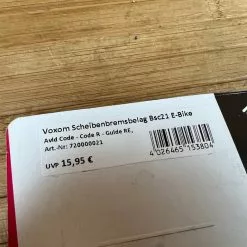 Voxom Scheibenbremsbelag Bsc21 E-Bike
Avid Code - Code R - Guide RE,
Art.-Nr: 720000021
UVP 15,95 €
4 026465 153804